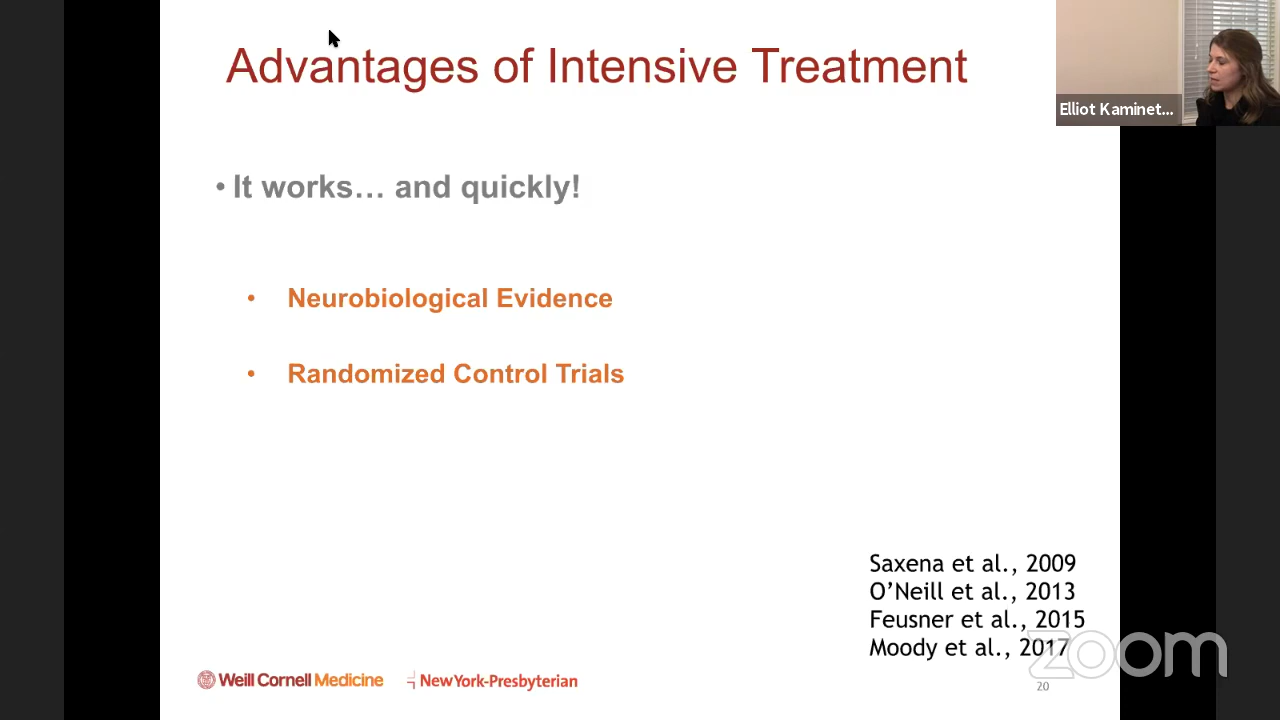 Advantages of Intensive Treatment
Elliot Kaminet...
• It works… and quickly!
• Neurobiological Evidence
• Randomized Control Trials
Saxena et al., 2009
O’Neill et al., 2013
Feusner et al., 2015
Moody et al., 2017
zoom
Weill Cornell Medicine
NewYork-Presbyterian
20